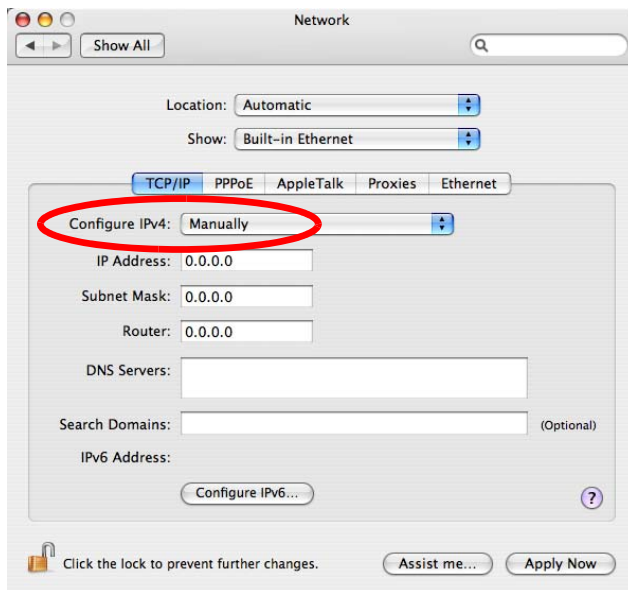 Network
Show All
Location: Automatic
Show: Built-in Ethernet
TCP/IP PPPoE AppleTalk Proxies Ethernet
Configure IPv4: Manually
IP Address: 0.0.0.0
Subnet Mask: 0.0.0.0
Router: 0.0.0.0
DNS Servers:
Search Domains: (Optional)
IPv6 Address:
Configure IPv6...
?
Click the lock to prevent further changes. Assist me... Apply Now